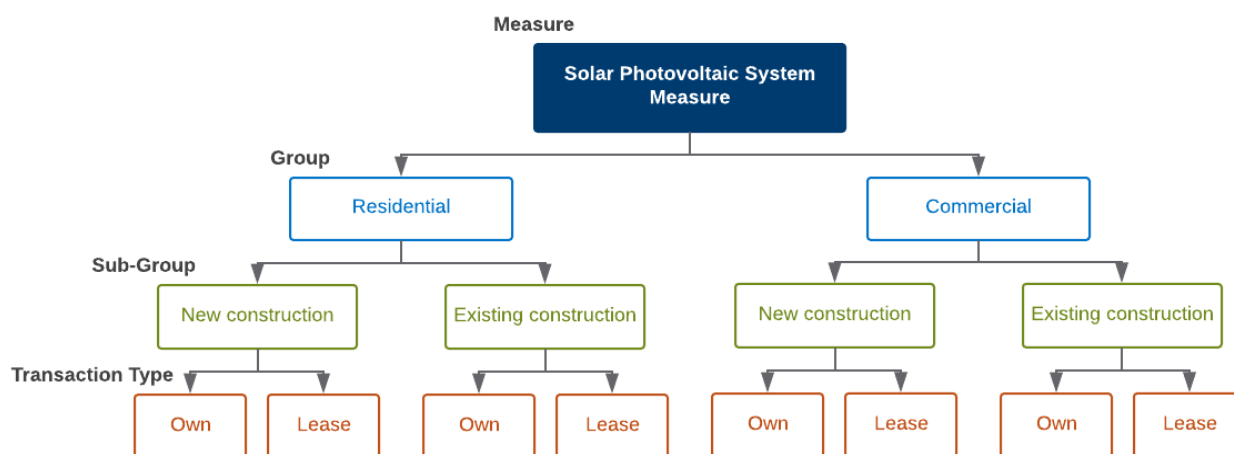 Measure
Solar Photovoltaic System
Measure
Group
Residential
Commercial
Sub-Group
New construction
Existing construction
New construction
Existing construction
Transaction Type
Own
Lease
Own
Lease
Own
Lease
Own
Lease